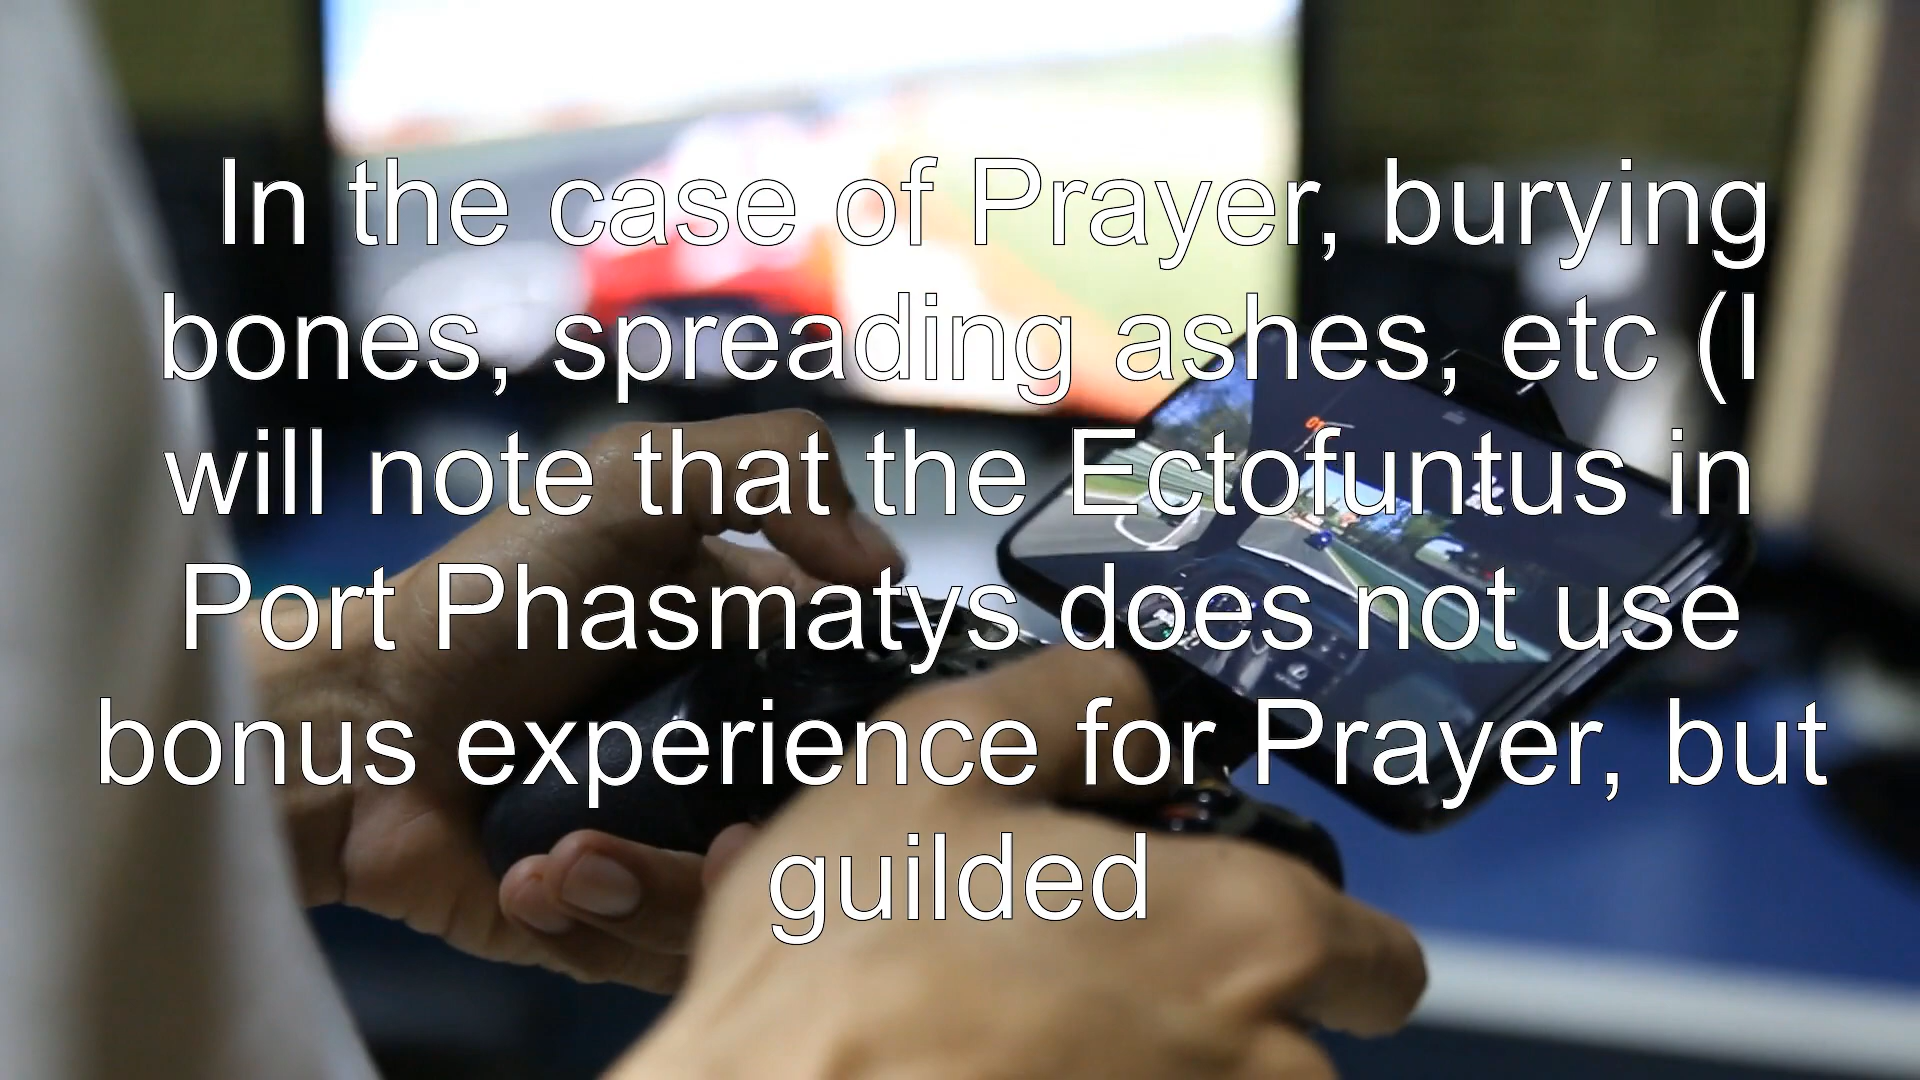 In the case of Prayer, burying
bones, spreading ashes, etc (I
will note that the Ectofuntus in
Port Phasmatys does not use
bonus experience for Prayer, but
guilded